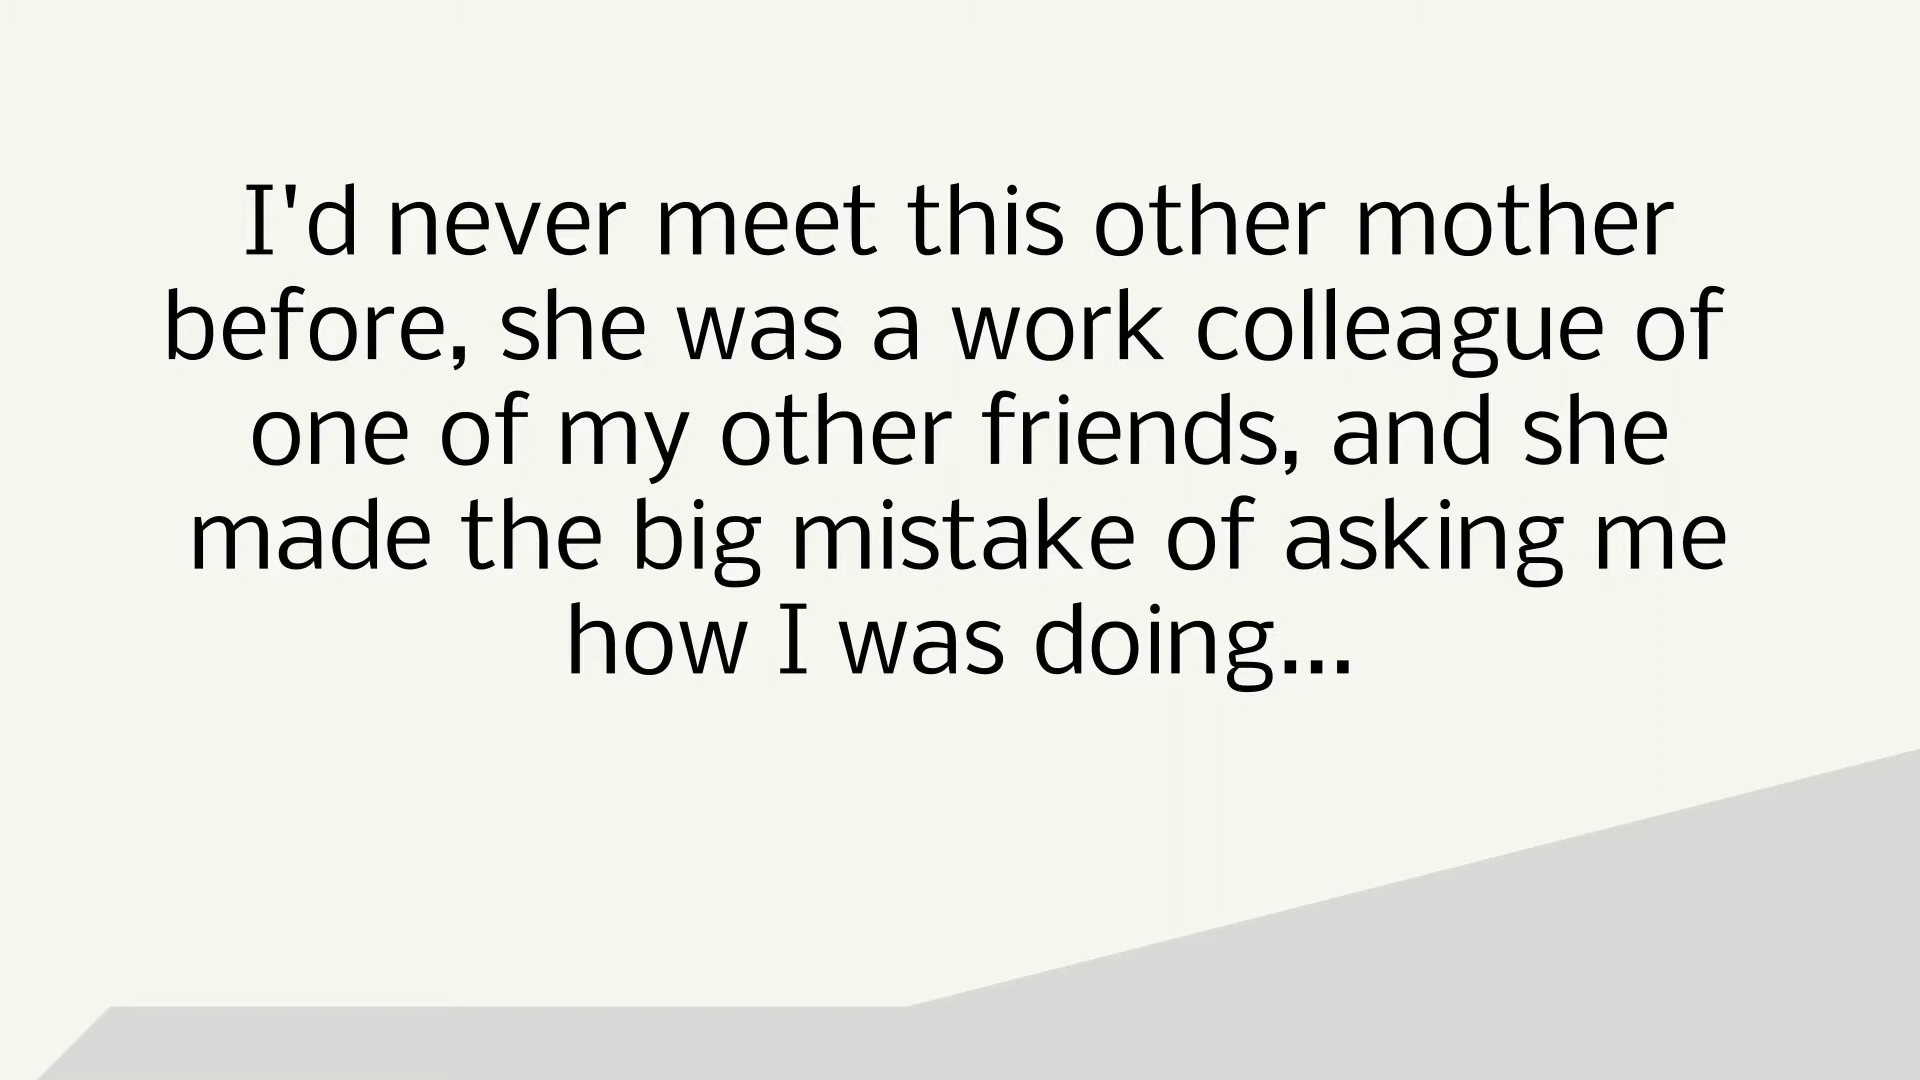 I'd never meet this other mother
before, she was a work colleague of
one of my other friends, and she
made the big mistake of asking me
how I was doing...